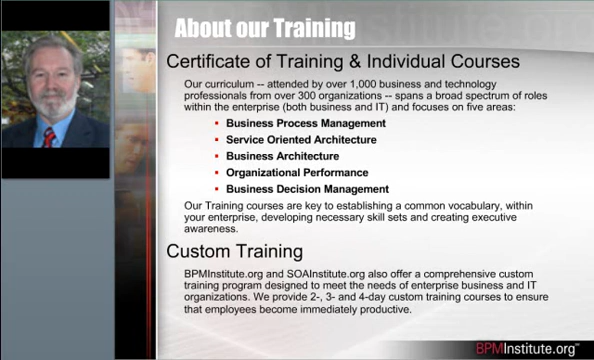 About our Training
Certificate of Training & Individual Courses
Our curriculum -- attended by over 1,000 business and technology
professionals from over 300 organizations -- spans a broad spectrum of roles
within the enterprise (both business and IT) and focuses on five areas:
Business Process Management
Service Oriented Architecture
Business Architecture
Organizational Performance
Business Decision Management
Our Training courses are key to establishing a common vocabulary, within
your enterprise, developing necessary skill sets and creating executive
awareness.
Custom Training
BPMInstitute.org and SOAInstitute.org also offer a comprehensive custom
training program designed to meet the needs of enterprise business and IT
organizations. We provide 2-, 3- and 4-day custom training courses to ensure
that employees become immediately productive.
BPMInstitute.org